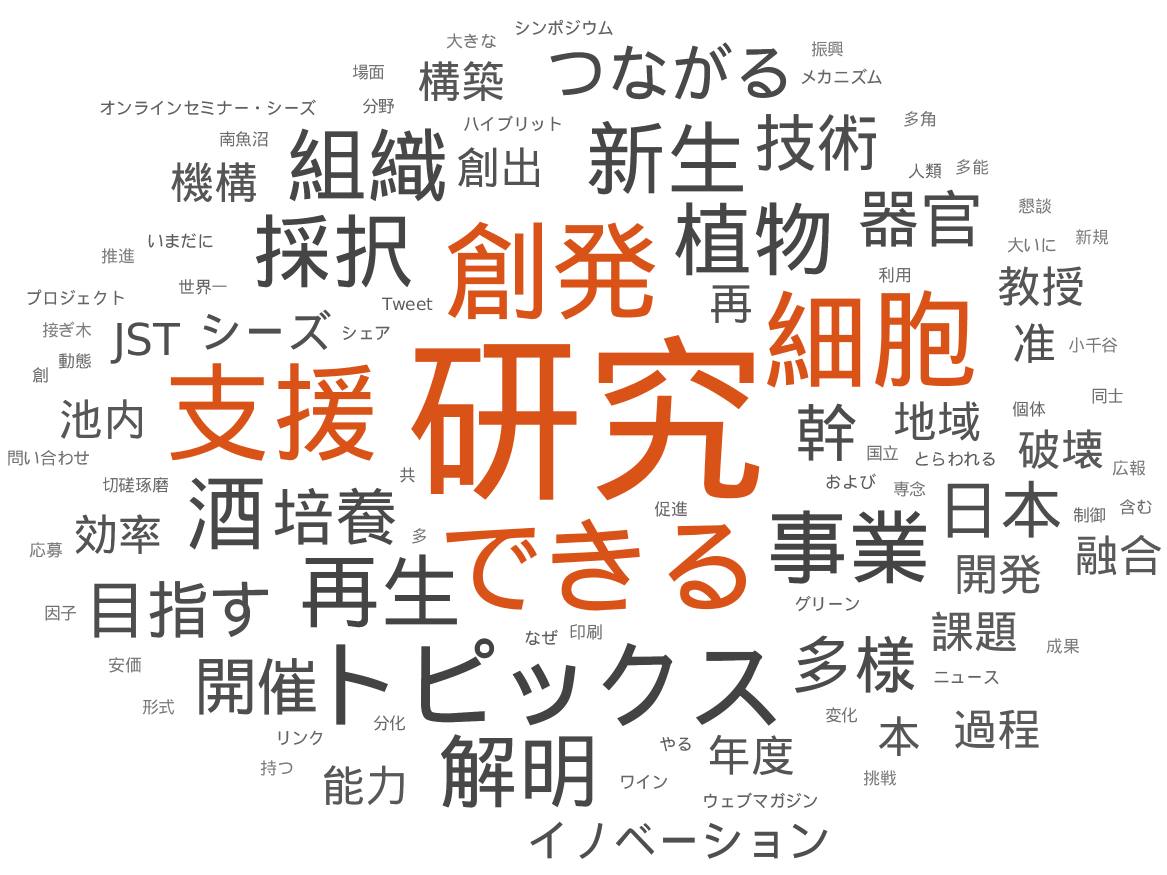 シンポジウム
大きな
つながる
振興
場面
構築
メカニズム
オンラインセミナー・シーズ
分野
ハイブリット
多角
南魚沼
組織
創出
新生
技術
機構
人類
多能
採択
創発
植物
器官
懇談
いまだに
推進
大いに
新規
世界一
利用
プロジェクト
Tweet
再
細胞
教授
接ぎ木
JST
シーズ
シェア
研究
准
小千谷
動態
創
支援
同士
池内
幹
地域
個体
破壊
問い合わせ
国立
とらわれる
広報
切磋琢磨
共
および
専念
酒
培養
促進
日本
制御
含む
応募
効率
多
できる
事業
融合
再生
開発
因子
目指す
グリーン
なぜ
印刷
課題
成果
安価
開催
トピックス
多様
ニュース
形式
分化
変化
リンク
本
過程
持つ
能力
解明
やる
年度
ワイン
挑戦
ウェブマガジン
イノベーション